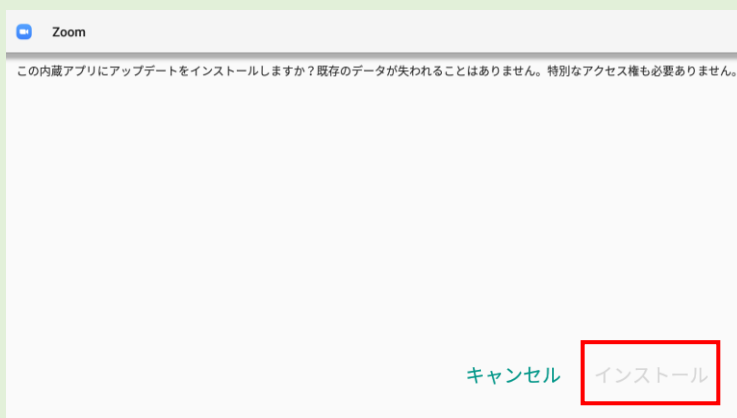 Zoom
この内蔵アプリにアップデートをインストールしますか？既存のデータが失われることはありません。特別なアクセス権も必要ありません。
キャンセル インストール